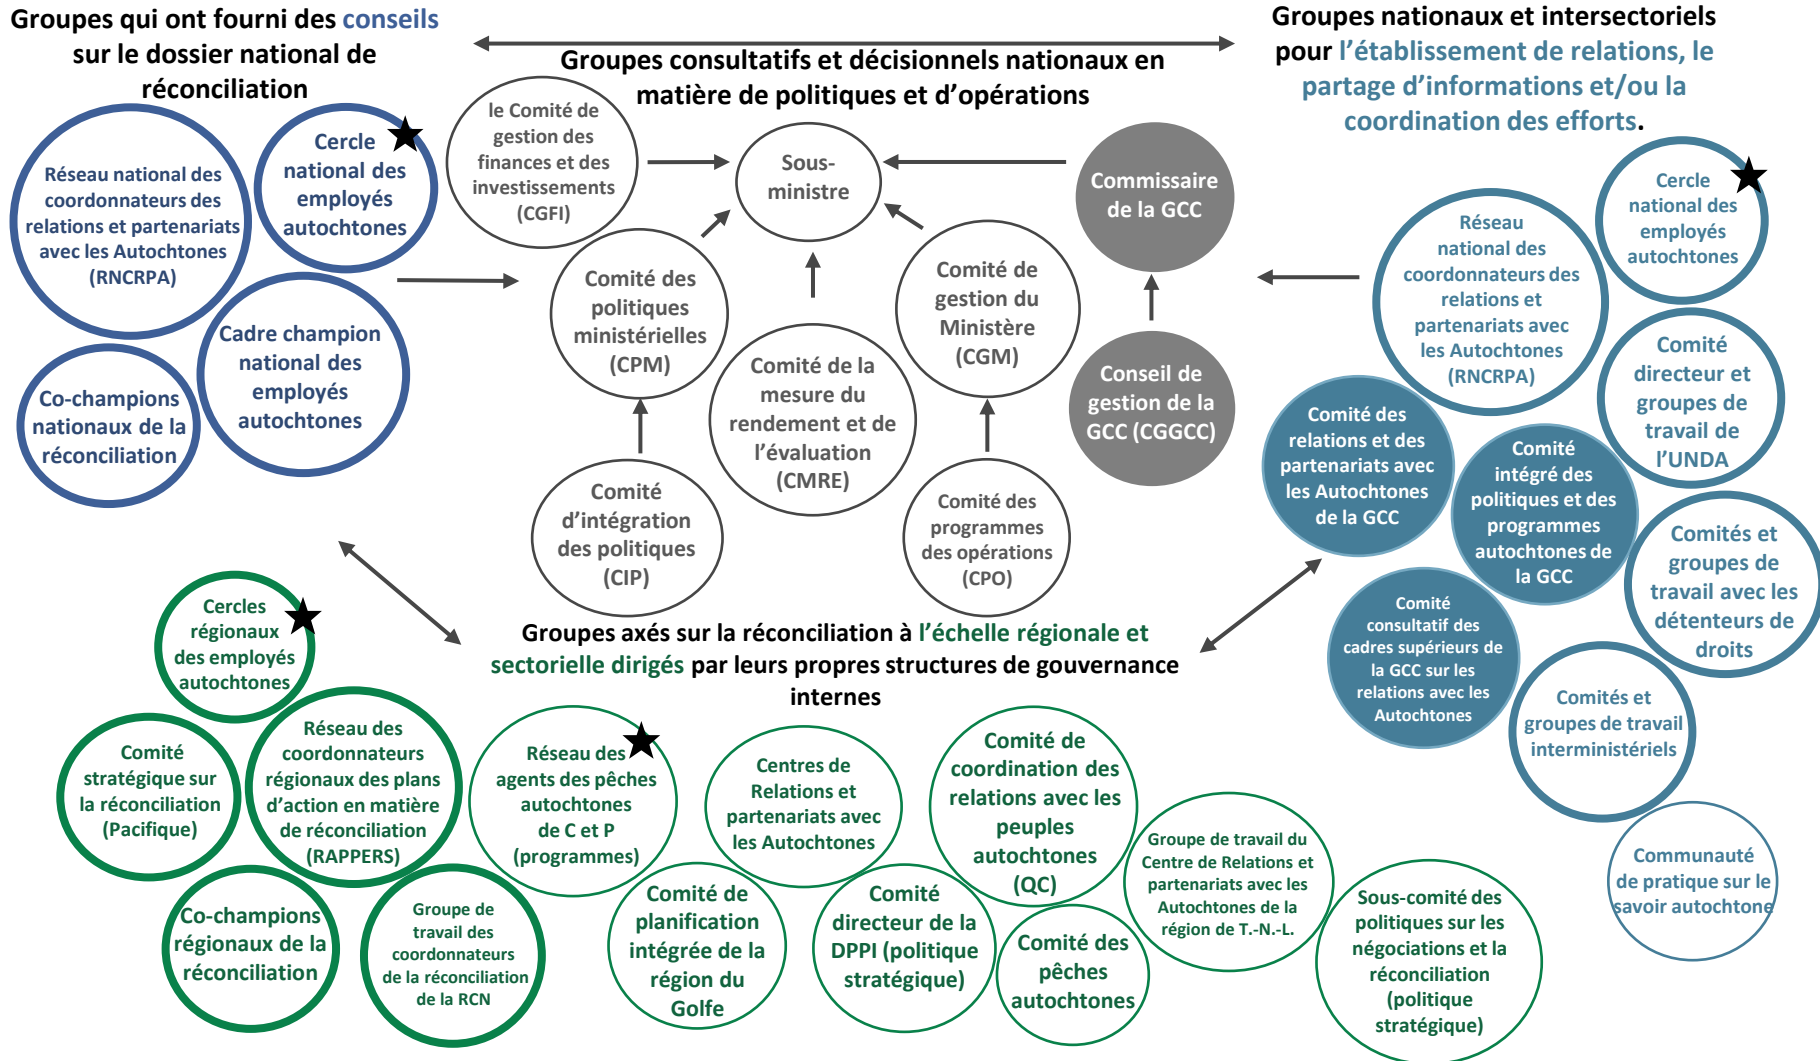 Groupes qui ont fourni des conseils
sur le dossier national de
réconciliation
Réseau national des
coordonnateurs des
relations et partenariats
avec les Autochtones
(RNCRPA)
Cercle
national des
employés
autochtones
Cadre champion
national des
employés
autochtones
Co-champions
nationaux de la
réconciliation
Groupes consultatifs et décisionnels nationaux en
matière de politiques et d’opérations
le Comité de
gestion des
finances et des
investissements
(CGFI)
Sous-
ministre
Commissaire
de la GCC
Comité des
politiques
ministérielles
(CPM)
Comité de
gestion du
Ministère
(CGM)
Comité de la
mesure du
rendement et de
l’évaluation
(CMRE)
Conseil de
gestion de la
GCC (CGGCC)
Comité
d’intégration
des politiques
(CIP)
Comité des
programmes
des opérations
(CPO)
Groupes nationaux et intersectoriels
pour l’établissement de relations, le
partage d’informations et/ou la
coordination des efforts.
Cercle
national des
employés
autochtones
Réseau
national des
coordonnateurs des
relations et
partenariats avec
les Autochtones
(RNCRPA)
Comité
directeur et
groupes de
travail de
l’UNDA
Comité des
relations et des
partenariats avec
les Autochtones
de la GCC
Comité
intégré des
politiques et des
programmes
autochtones de
la GCC
Comités et
groupes de
travail avec les
détenteurs de
droits
Comité
consultatif des
cadres supérieurs de
la GCC sur les
relations avec les
Autochtones
Comités et
groupes de travail
interministériels
Communauté
de pratique sur le
savoir autochtone
Groupes axés sur la réconciliation à l’échelle régionale et
sectorielle dirigés par leurs propres structures de gouvernance
internes
Cercles
régionaux
des employés
autochtones
Comité
stratégique sur
la réconciliation
(Pacifique)
Réseau des
coordonnateurs
régionaux des plans
d’action en matière
de réconciliation
(RAPPERS)
Co-champions
régionaux de la
réconciliation
Groupe de
travail des
coordonnateurs
de la réconciliation
de la RCN
Réseau des
agents des pêches
autochtones
de C et P
(programmes)
Comité de
planification
intégrée de la
région du
Golfe
Centres de
Relations et
partenariats avec
les Autochtones
Comité
directeur de la
DPPI (politique
stratégique)
Comité de
coordination des
relations avec les
peuples
autochtones
(QC)
Comité des
pêches
autochtones
Groupe de travail du
Centre de Relations et
partenariats avec les
Autochtones de la
région de T.-N.-L.
Sous-comité des
politiques sur les
négociations et la
réconciliation
(politique
stratégique)